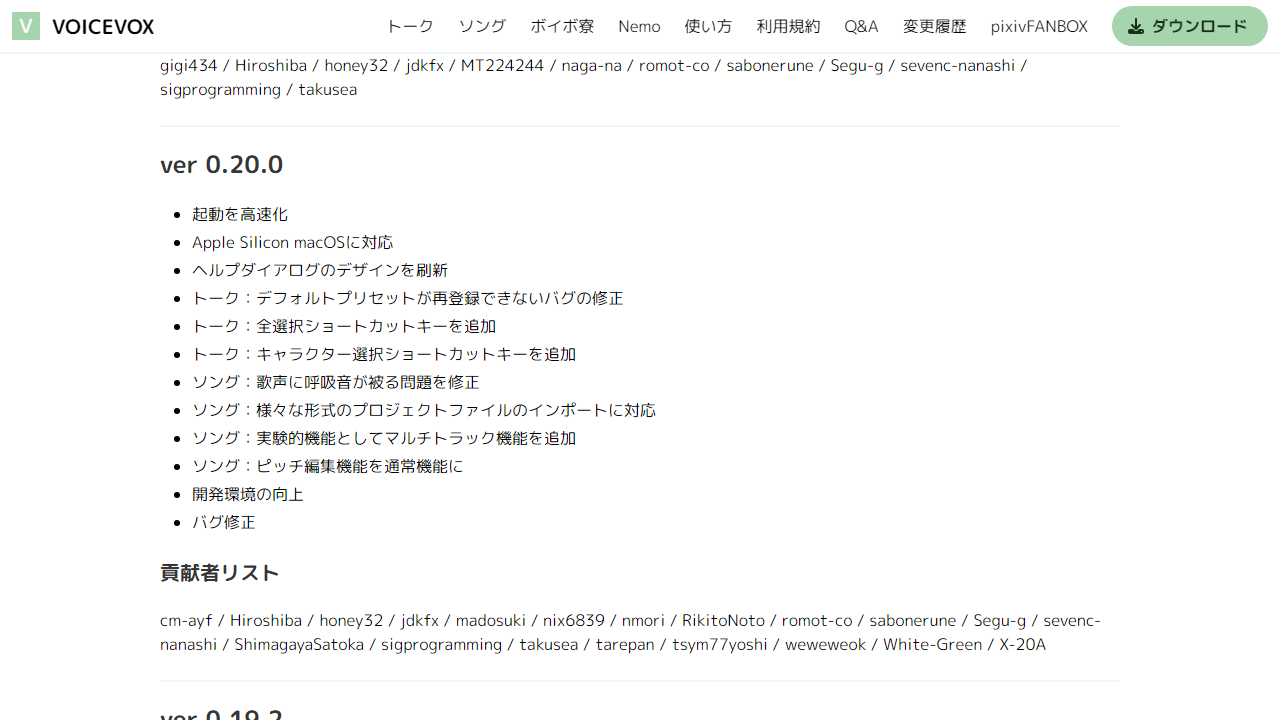 V VOICEVOX トーク ソング ボイボ寮 Nemo 使い方 利用規約 Q&A 変更履歴 pixivFANBOX ダウンロード
gigi434 / Hiroshiba / honey32 / jdkfx / MT224244 / naga-na / romot-co / sabonerune / Segu-g / sevenc-nanashi /
sigprogramming / takusea
ver 0.20.0
起動を高速化
Apple Silicon macOSに対応
ヘルプダイアログのデザインを刷新
トーク：デフォルトプリセットが再登録できないバグの修正
トーク：全選択ショートカットキーを追加
トーク：キャラクター選択ショートカットキーを追加
ソング：歌声に呼吸音が被る問題を修正
ソング：様々な形式のプロジェクトファイルのインポートに対応
ソング：実験的機能としてマルチトラック機能を追加
ソング：ピッチ編集機能を通常機能に
開発環境の向上
バグ修正
貢献者リスト
cm-ayf / Hiroshiba / honey32 / jdkfx / madosuki / nix6839 / nmori / RikitoNoto / romot-co / sabonerune / Segu-g / sevenc-
nanashi / ShimagayaSatoka / sigprogramming / takusea / tarepan / tsym77yoshi / weweweok / White-Green / X-20A
ver 0.19.2